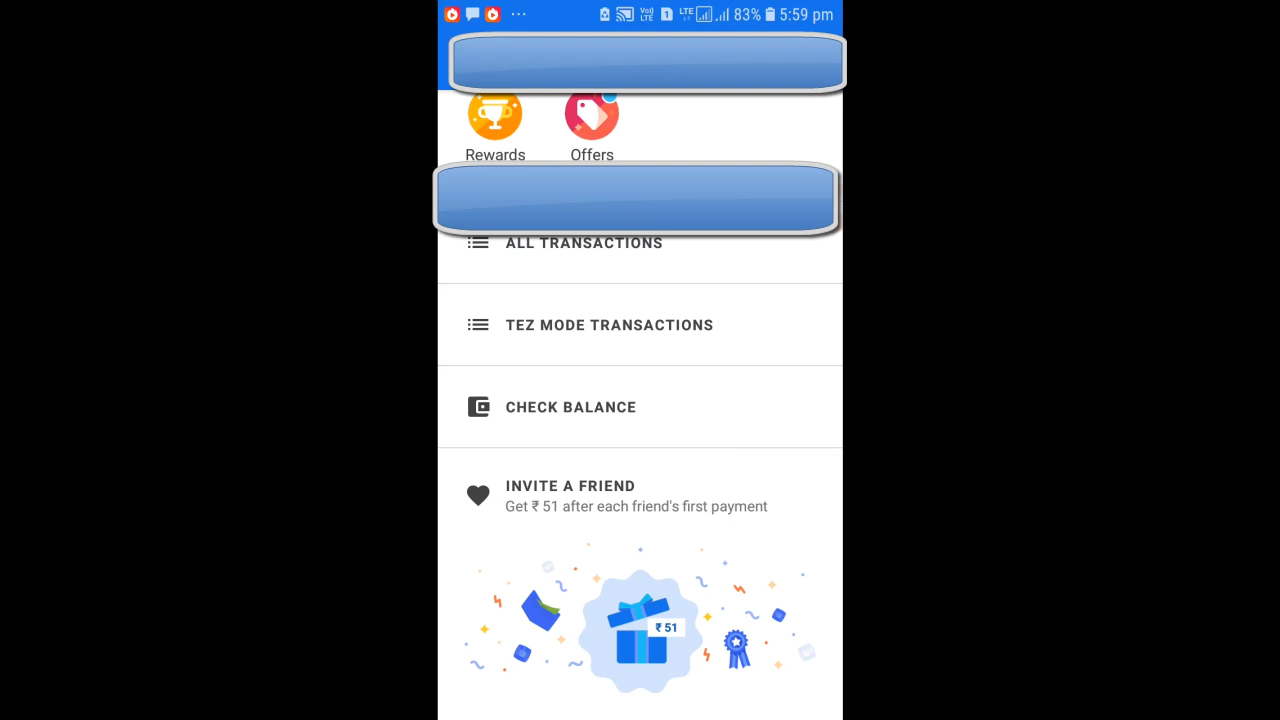 83% 5:59 pm
Rewards Offers
ALL TRANSACTIONS
TEZ MODE TRANSACTIONS
CHECK BALANCE
INVITE A FRIEND
Get ₹ 51 after each friend's first payment
₹ 51